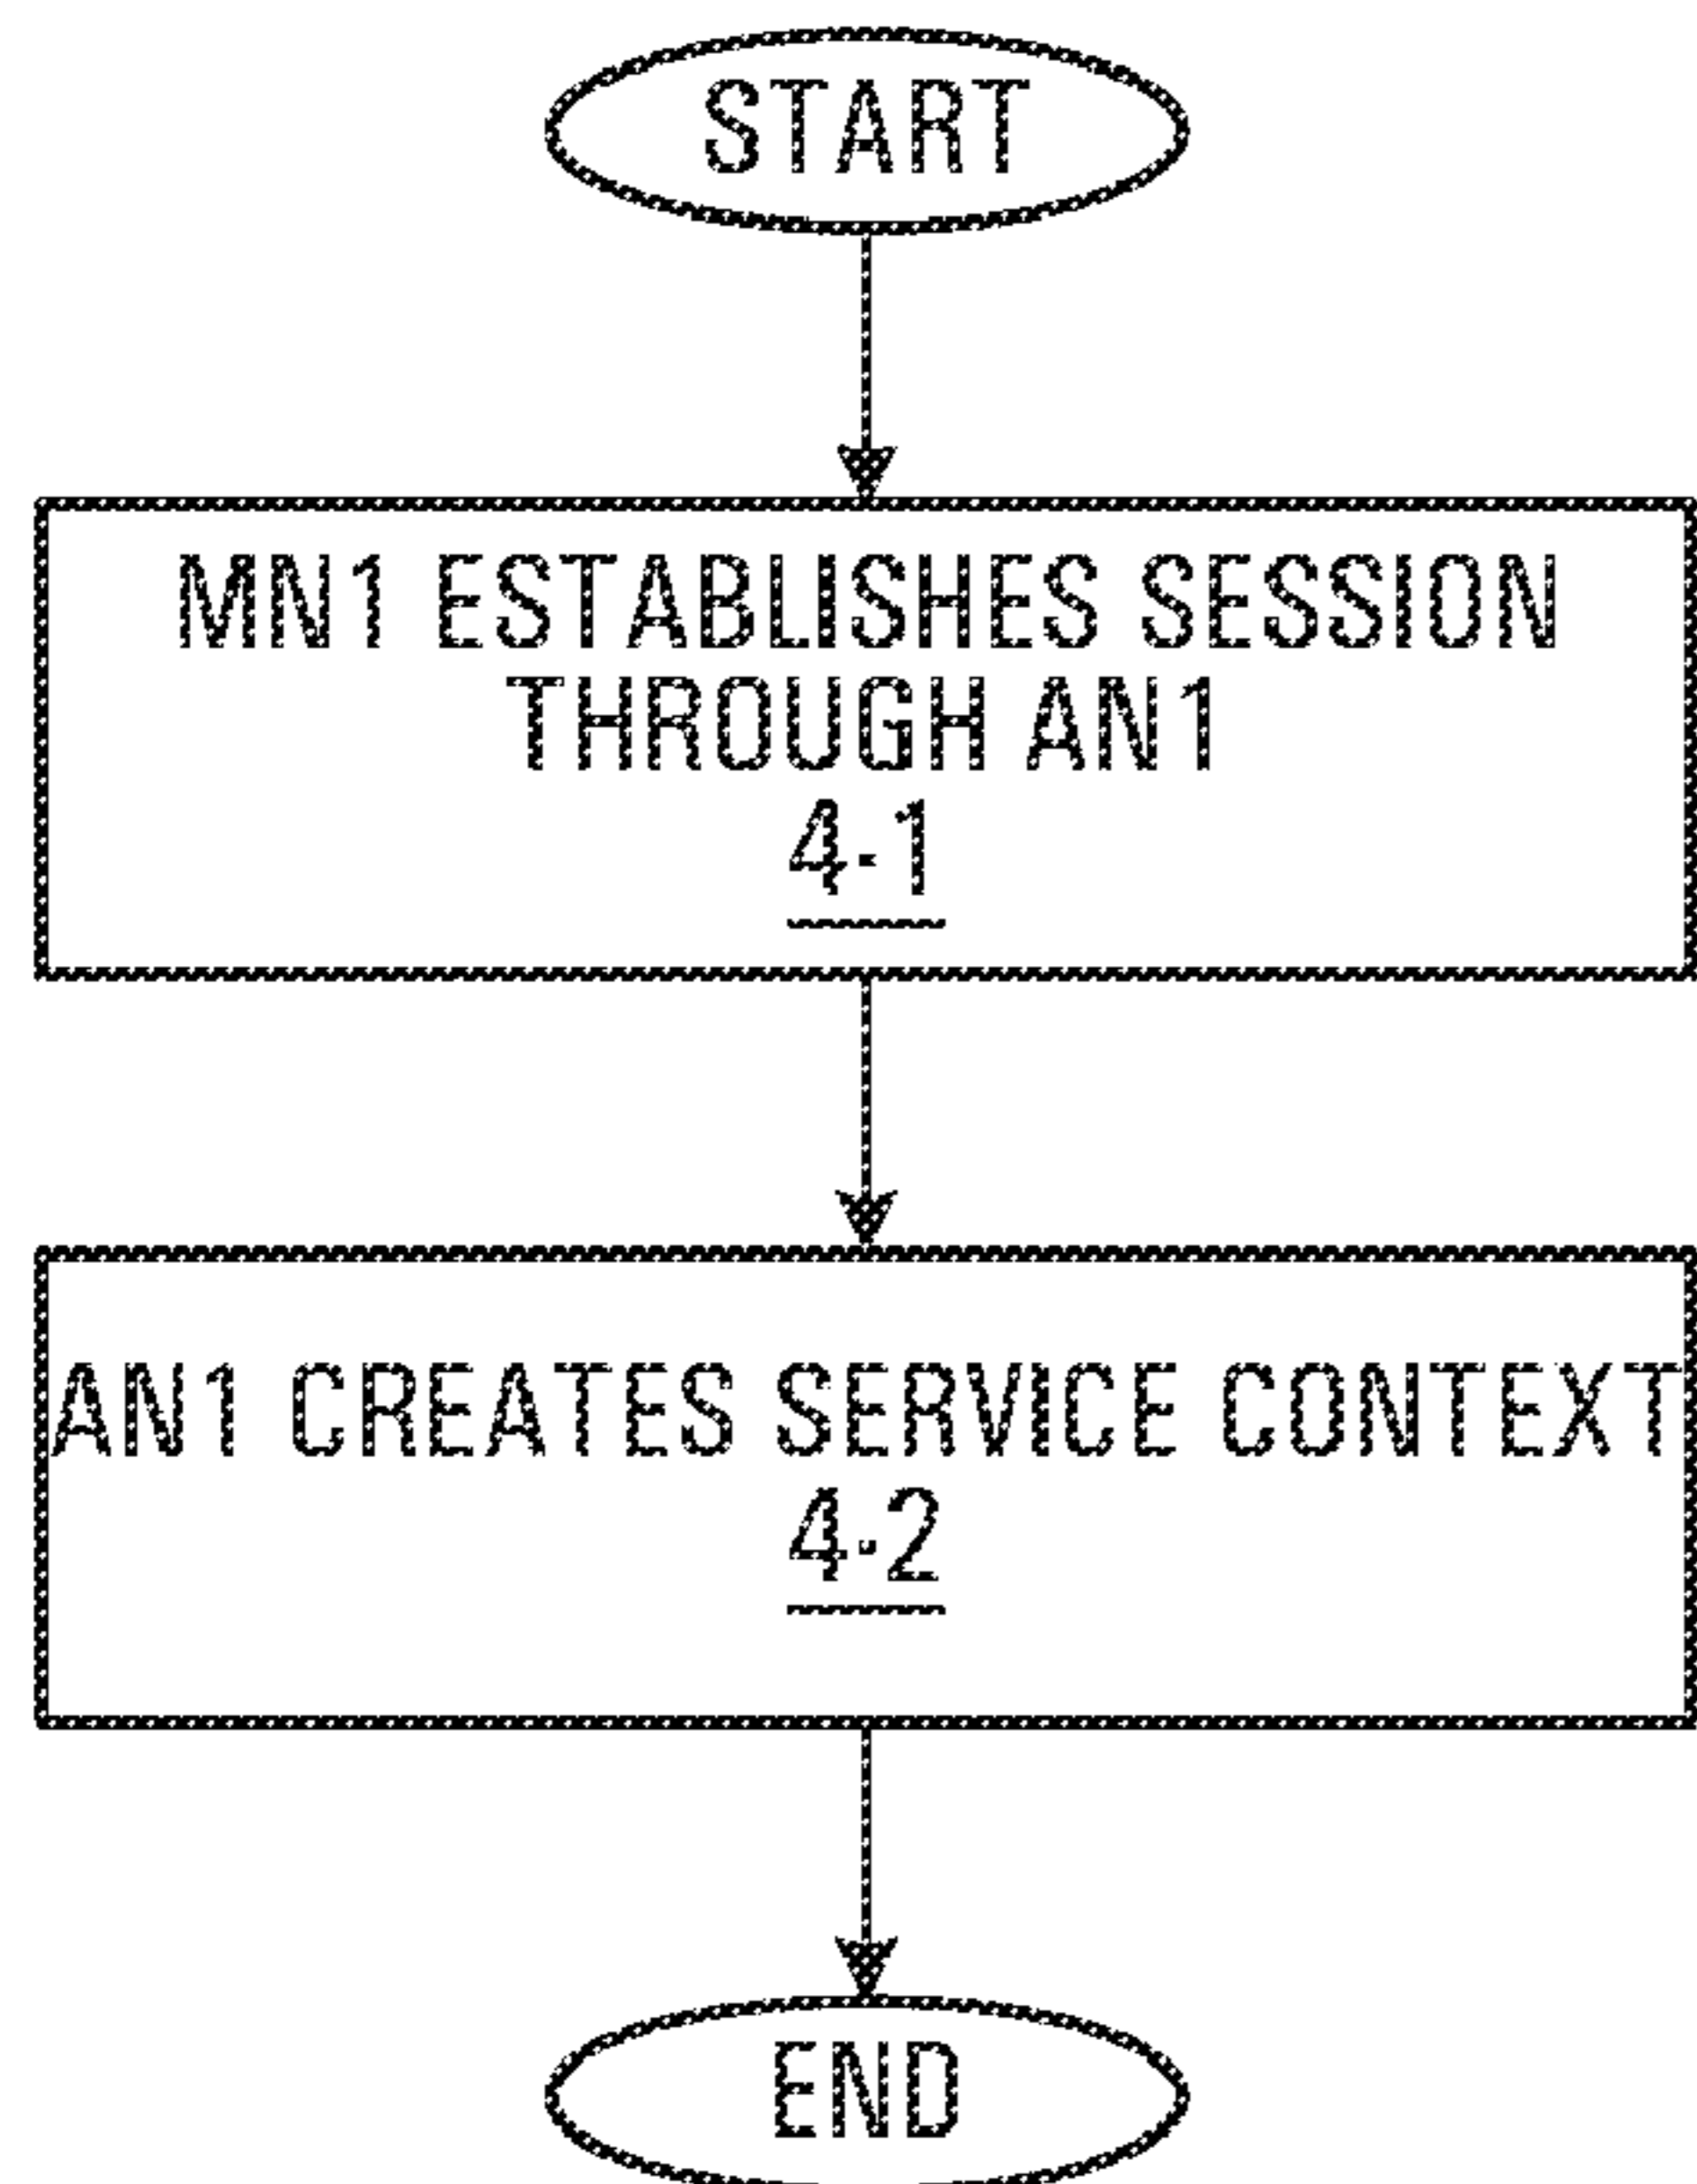 START
MN1 ESTABLISHES SESSION
THROUGH AN1
4-1
AN1 CREATES SERVICE CONTEXT
4-2
END